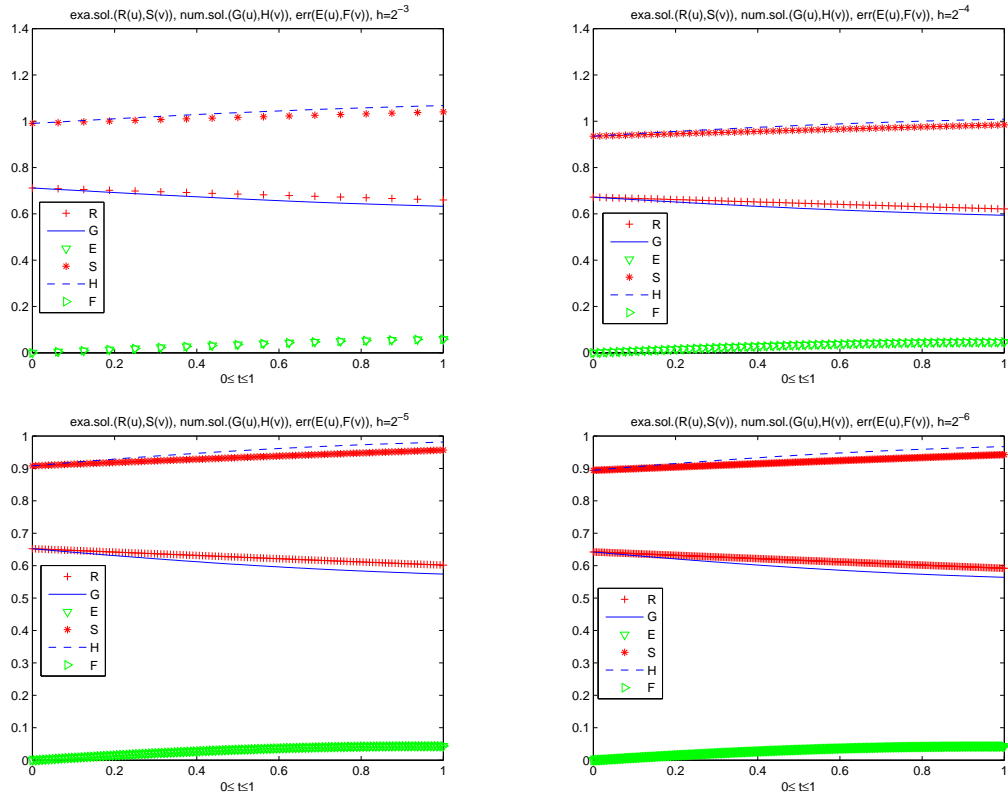 exa.sol.(R(u),S(v)), num.sol.(G(u),H(v)), err(E(u),F(v)), h=2⁻³
1.4
1.2
1
0.8
0.6
0.4
0.2
0
R
G
E
S
H
F
0 0.2 0.4 0.6 0.8 1
0≤ t≤1
exa.sol.(R(u),S(v)), num.sol.(G(u),H(v)), err(E(u),F(v)), h=2⁻⁴
1.4
1.2
1
0.8
0.6
0.4
0.2
0
R
G
E
S
H
F
0 0.2 0.4 0.6 0.8 1
0≤ t≤1
exa.sol.(R(u),S(v)), num.sol.(G(u),H(v)), err(E(u),F(v)), h=2⁻⁵
1
0.9
0.8
0.7
0.6
0.5
0.4
0.3
0.2
0.1
0
R
G
E
S
H
F
0 0.2 0.4 0.6 0.8 1
0≤ t≤1
exa.sol.(R(u),S(v)), num.sol.(G(u),H(v)), err(E(u),F(v)), h=2⁻⁶
1
0.9
0.8
0.7
0.6
0.5
0.4
0.3
0.2
0.1
0
R
G
E
S
H
F
0 0.2 0.4 0.6 0.8 1
0≤ t≤1